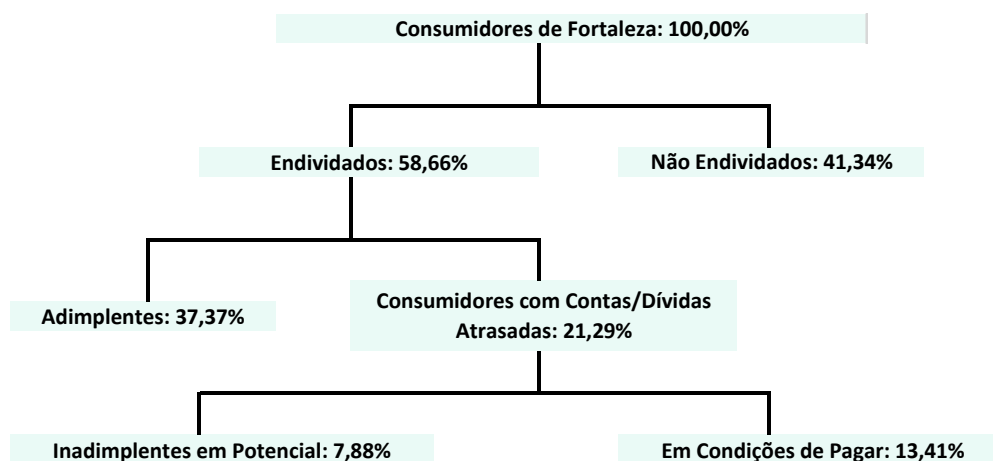 Consumidores de Fortaleza: 100,00%
Endividados: 58,66%
Não Endividados: 41,34%
Adimplentes: 37,37%
Consumidores com Contas/Dívidas
Atrasadas: 21,29%
Inadimplentes em Potencial: 7,88%
Em Condições de Pagar: 13,41%